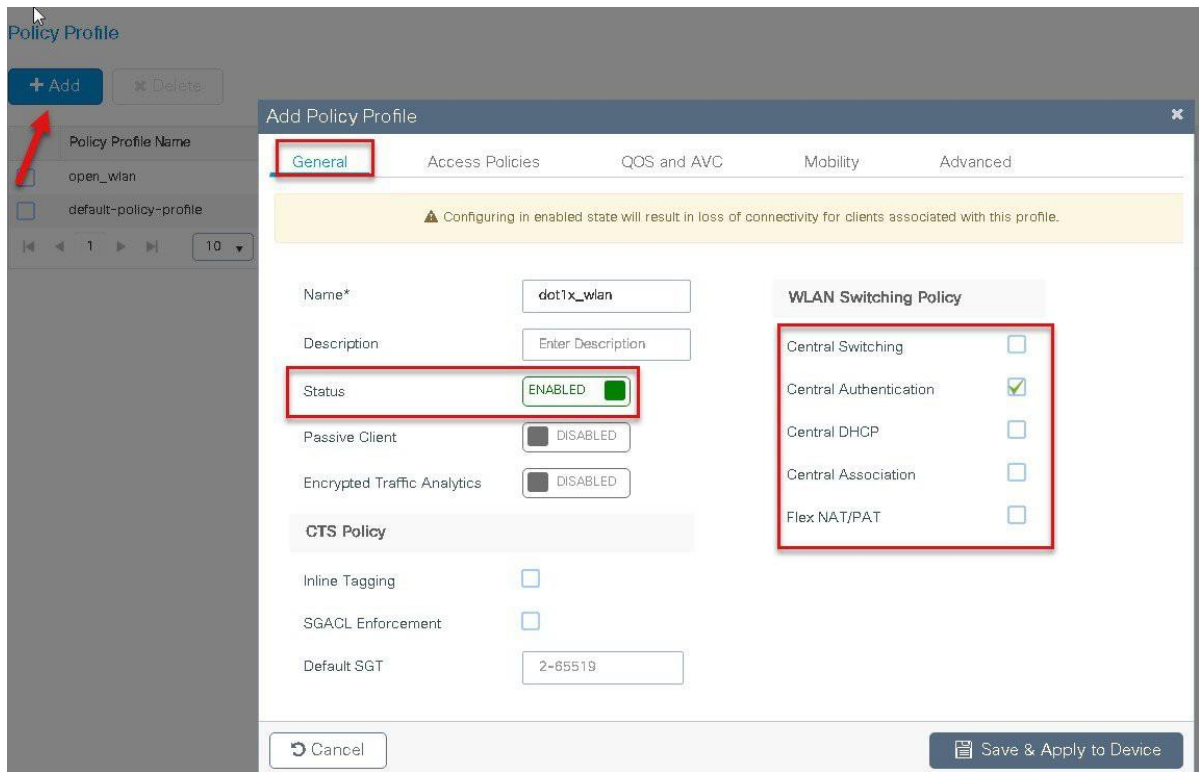 Policy Profile
+ Add
✖ Delete
Policy Profile Name
open_wlan
default-policy-profile
1
10
Add Policy Profile
General
Access Policies
QOS and AVC
Mobility
Advanced
Configuring in enabled state will result in loss of connectivity for clients associated with this profile.
Name*
dot1x_wlan
Description
Enter Description
Status
ENABLED
Passive Client
DISABLED
Encrypted Traffic Analytics
DISABLED
CTS Policy
Inline Tagging
SGACL Enforcement
Default SGT
2-65519
WLAN Switching Policy
Central Switching
Central Authentication
Central DHCP
Central Association
Flex NAT/PAT
Cancel
Save & Apply to Device